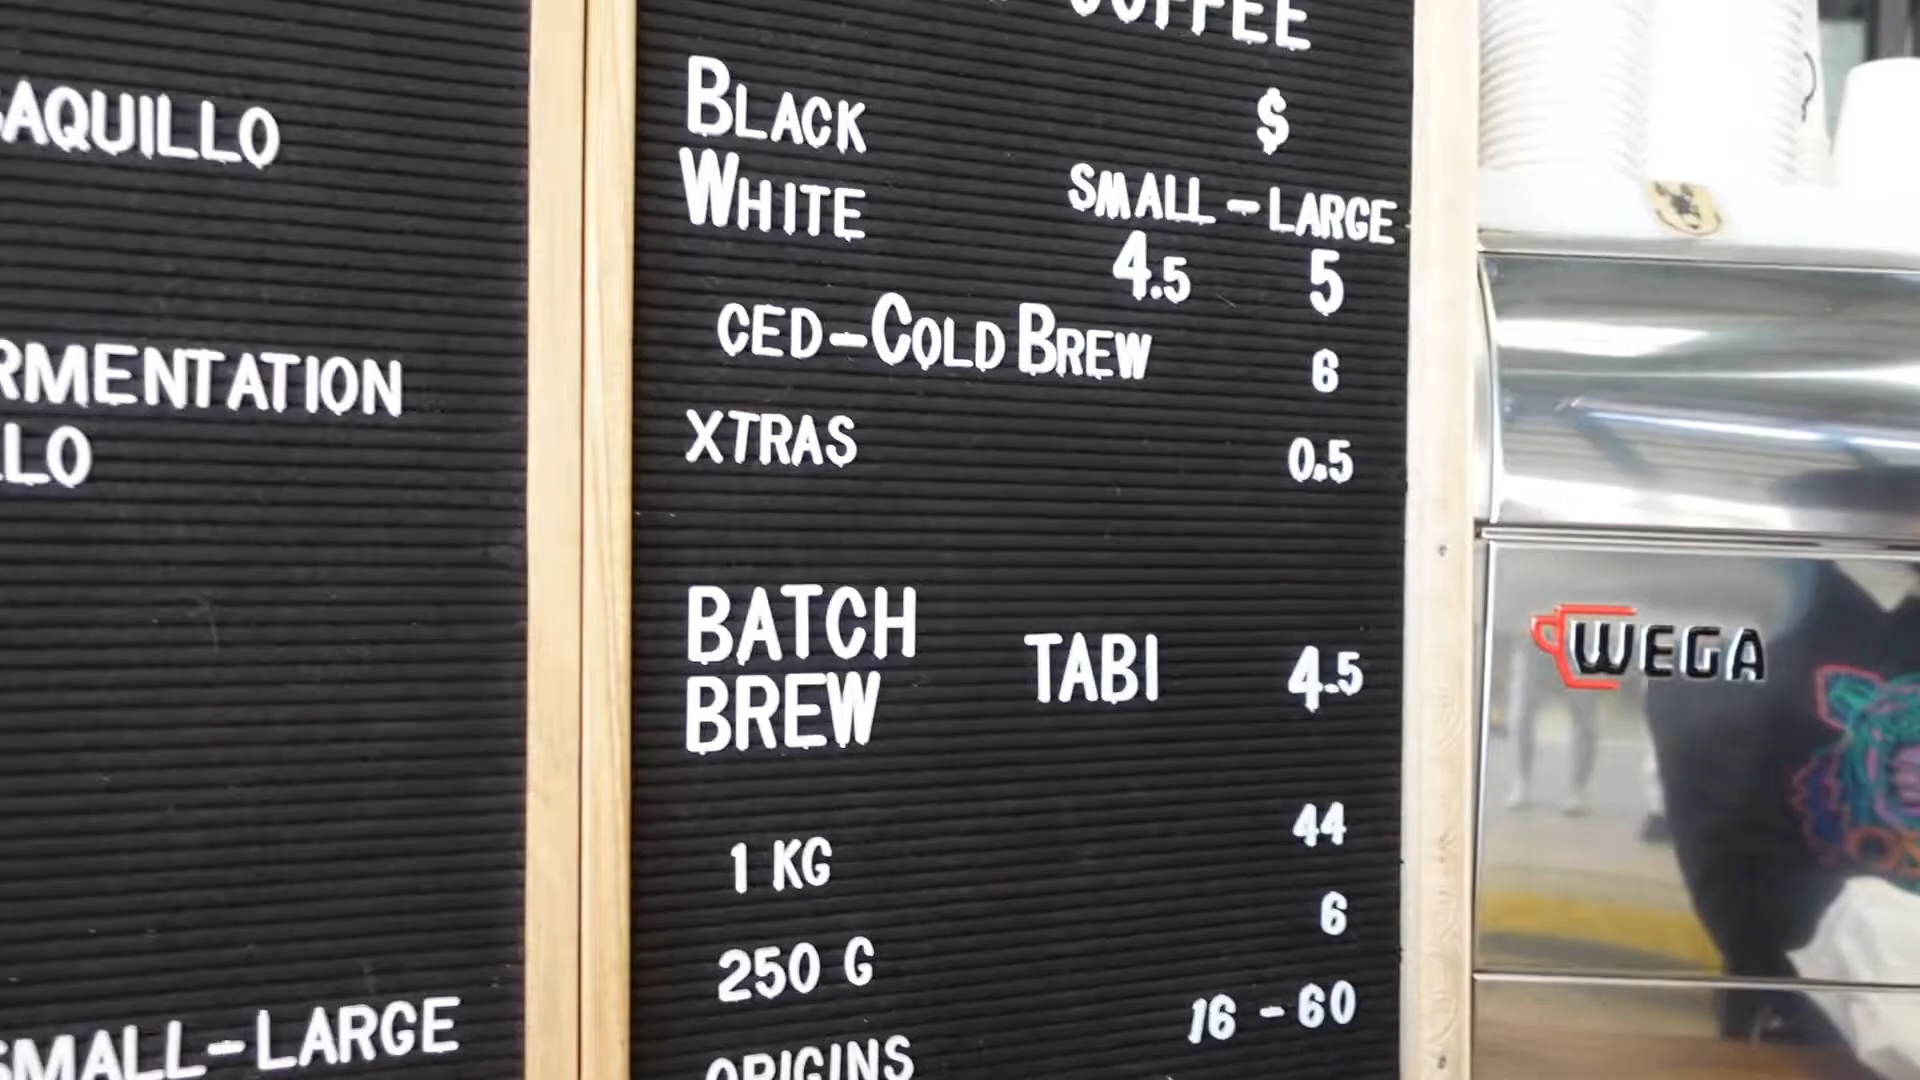 AQUILLO
RMENTATION
LLO
SMALL-LARGE
COFFEE
BLACK $
WHITE SMALL-LARGE
4.5 5
CED-COLD BREW 6
XTRAS 0.5
BATCH
BREW TABI 4.5
1 KG 44
250 G 6
ORIGINS 16-60
WEGA